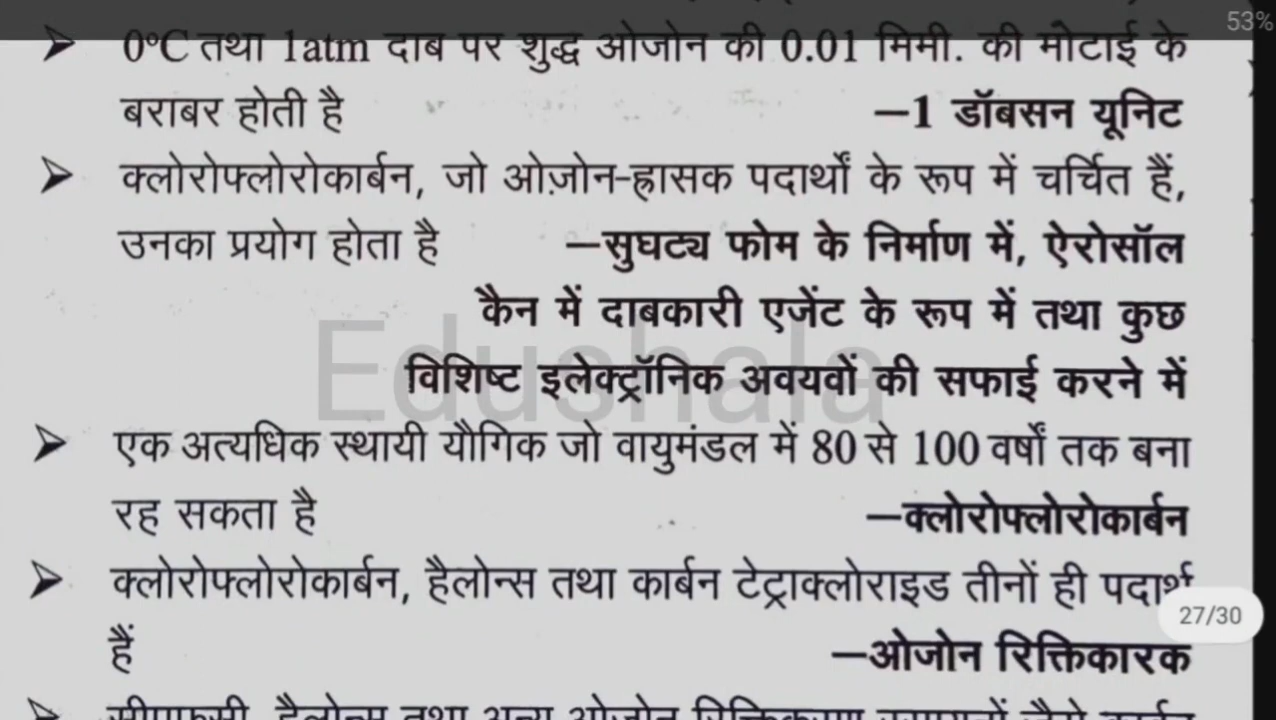 53%
➤ 0°C तथा 1atm दाब पर शुद्ध ओजोन की 0.01 मिमी. की मोटाई के
बराबर होती है –1 डॉबसन यूनिट
➤ क्लोरोफ्लोरोकार्बन, जो ओज़ोन-ह्रासक पदार्थों के रूप में चर्चित हैं,
उनका प्रयोग होता है –सुघट्य फोम के निर्माण में, ऐरोसॉल
कैन में दाबकारी एजेंट के रूप में तथा कुछ
विशिष्ट इलेक्ट्रॉनिक अवयवों की सफाई करने में
Edushala
➤ एक अत्यधिक स्थायी यौगिक जो वायुमंडल में 80 से 100 वर्षों तक बना
रह सकता है –क्लोरोफ्लोरोकार्बन
➤ क्लोरोफ्लोरोकार्बन, हैलोन्स तथा कार्बन टेट्राक्लोराइड तीनों ही पदार्थ
27/30
हैं –ओजोन रिक्तिकारक